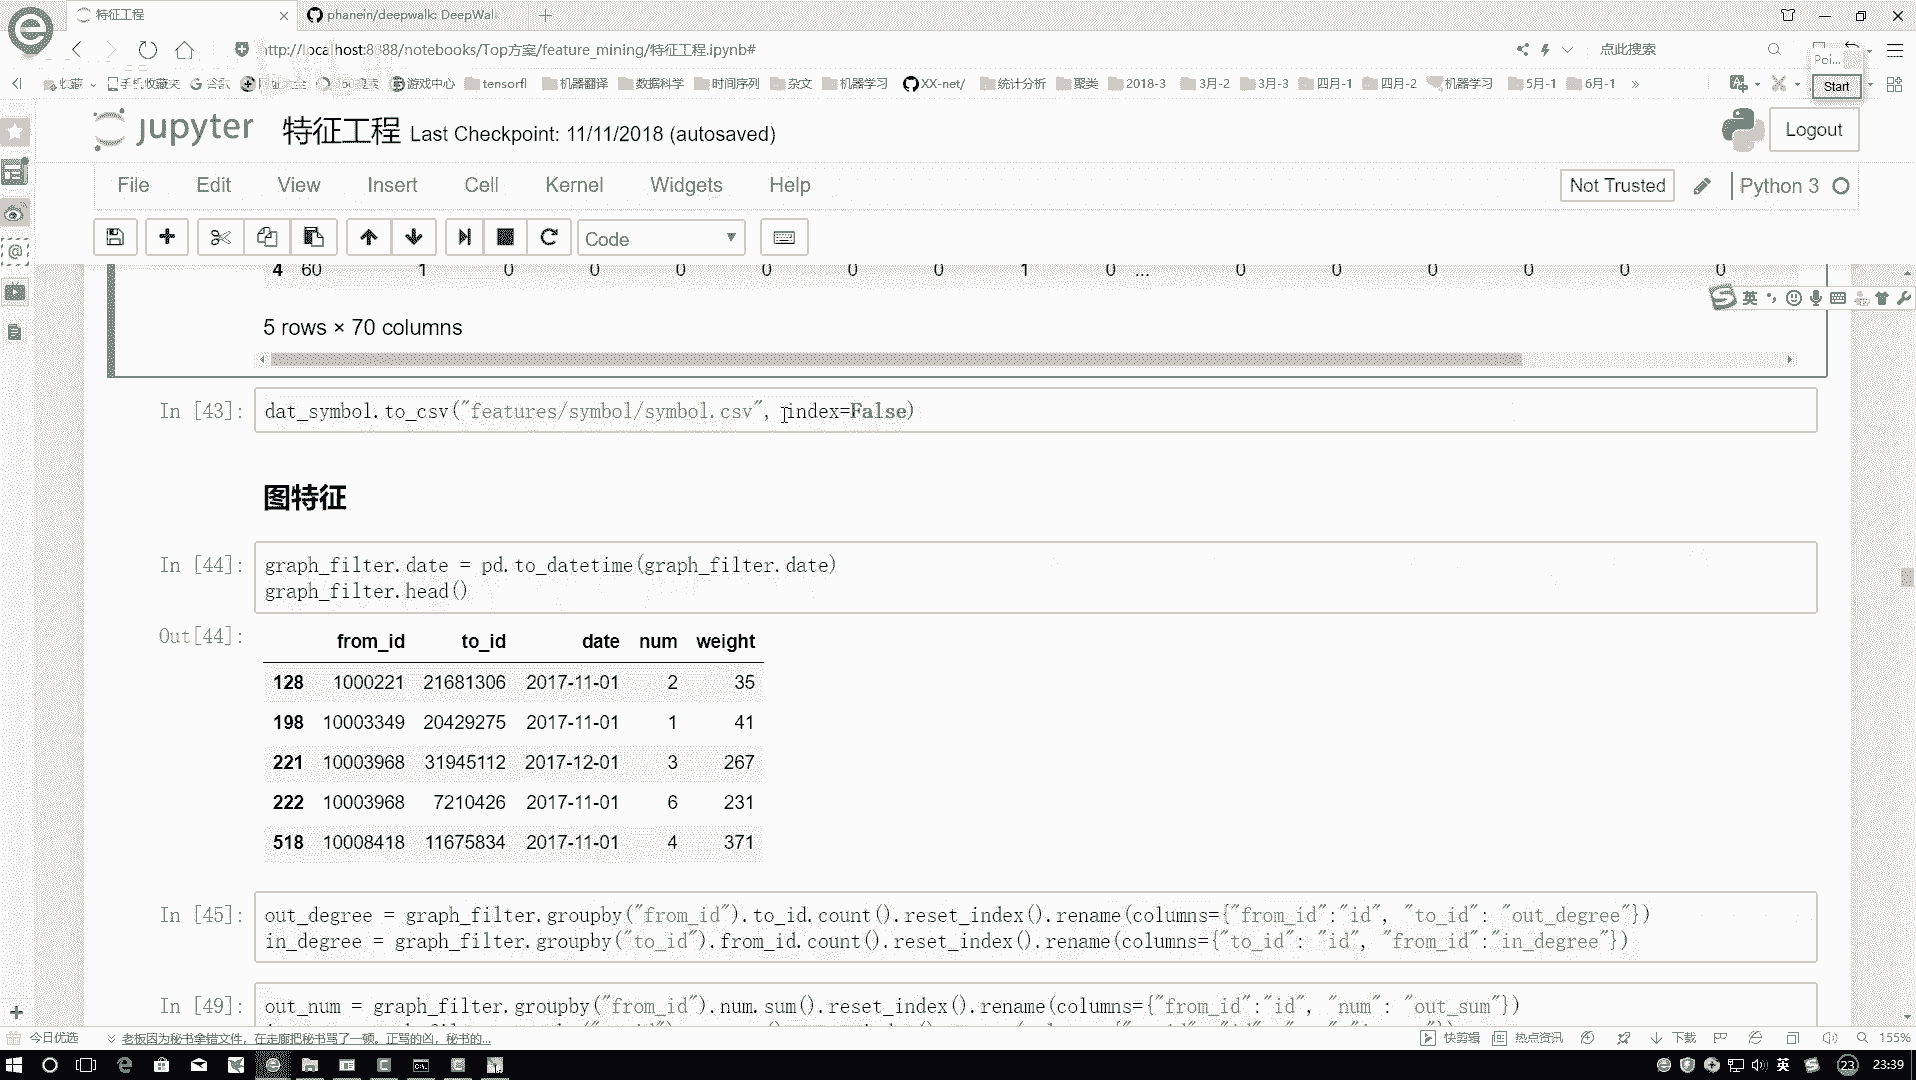 特征工程
phanein/deepwalk: DeepWalk
http://localhost:8888/notebooks/Top方案/feature_mining/特征工程.ipynb#
点此搜索
收藏 手机收藏夹 游戏中心 tensorfl 机器翻译 数据科学 时间序列 杂文 机器学习 XX-net/ 统计分析 聚类 2018-3 3月-2 3月-3 四月-1 四月-2 机器学习 5月-1 6月-1 »
Poi...
Start
jupyter 特征工程 Last Checkpoint: 11/11/2018 (autosaved)
Logout
File Edit View Insert Cell Kernel Widgets Help
Not Trusted
Python 3
Code
4 60 1 0 0 0 0 0 0 1 0 ... 0 0 0 0 0 0
英
5 rows × 70 columns
In [43]: dat_symbol.to_csv("features/symbol/symbol.csv", index=False)
图特征
In [44]: graph_filter.date = pd.to_datetime(graph_filter.date)
graph_filter.head()
Out[44]:
from_id to_id date num weight
128 1000221 21681306 2017-11-01 2 35
198 10003349 20429275 2017-11-01 1 41
221 10003968 31945112 2017-12-01 3 267
222 10003968 7210426 2017-11-01 6 231
518 10008418 11675834 2017-11-01 4 371
In [45]: out_degree = graph_filter.groupby("from_id").to_id.count().reset_index().rename(columns={"from_id":"id", "to_id": "out_degree"})
in_degree = graph_filter.groupby("to_id").from_id.count().reset_index().rename(columns={"to_id": "id", "from_id":"in_degree"})
In [49]: out_num = graph_filter.groupby("from_id").num.sum().reset_index().rename(columns={"from_id":"id", "num": "out_sum"})
今日优选
老板因为秘书拿错文件，在走廊把秘书骂了一顿。正骂的凶，秘书的...
快剪辑 热点资讯 下载 155%
英 23 23:39